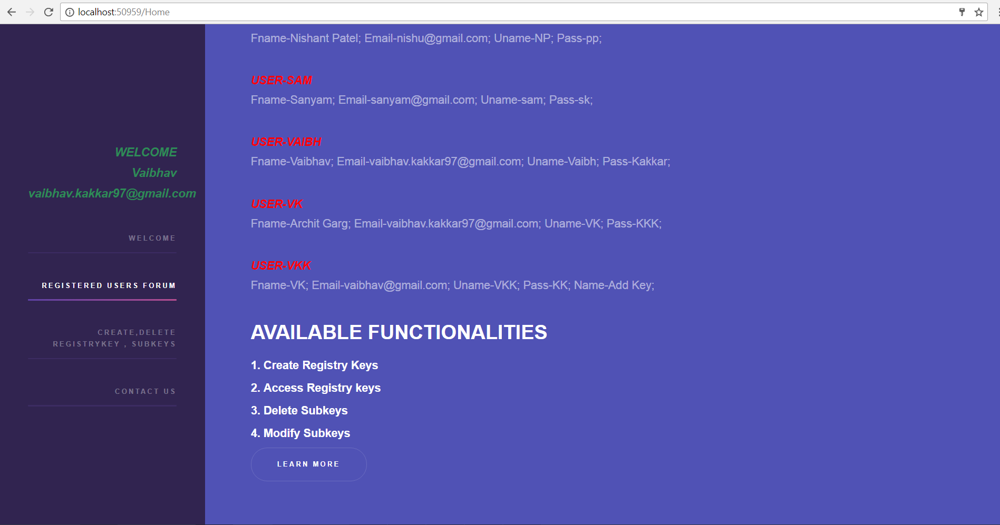 localhost:50959/Home
WELCOME
Vaibhav
vaibhav.kakkar97@gmail.com
WELCOME
REGISTERED USERS FORUM
CREATE,DELETE
REGISTRYKEY , SUBKEYS
CONTACT US
Fname-Nishant Patel; Email-nishu@gmail.com; Uname-NP; Pass-pp;
USER-SAM
Fname-Sanyam; Email-sanyam@gmail.com; Uname-sam; Pass-sk;
USER-VAIBH
Fname-Vaibhav; Email-vaibhav.kakkar97@gmail.com; Uname-Vaibh; Pass-Kakkar;
USER-VK
Fname-Archit Garg; Email-vaibhav.kakkar97@gmail.com; Uname-VK; Pass-KKK;
USER-VKK
Fname-VK; Email-vaibhav@gmail.com; Uname-VKK; Pass-KK; Name-Add Key;
AVAILABLE FUNCTIONALITIES
1. Create Registry Keys
2. Access Registry keys
3. Delete Subkeys
4. Modify Subkeys
LEARN MORE